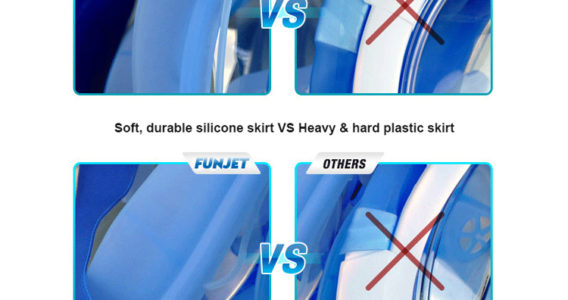 VS
Soft, durable silicone skirt VS Heavy & hard plastic skirt
FUNJET OTHERS
VS